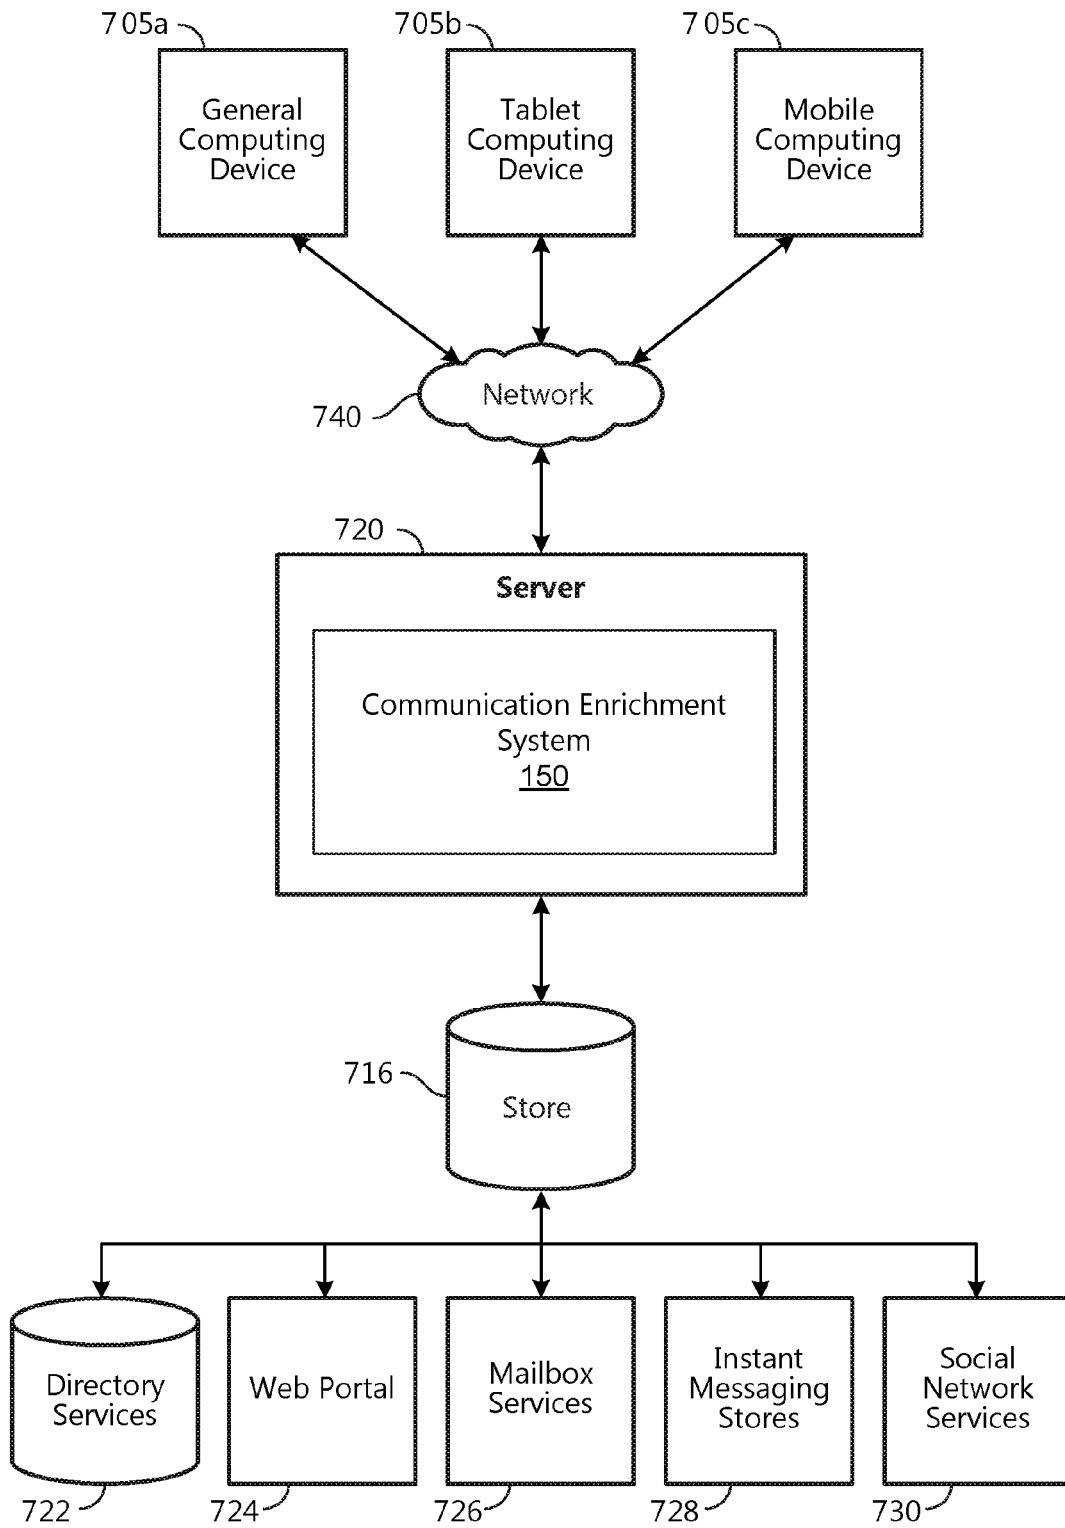 705a
705b
705c
General
Computing
Device
Tablet
Computing
Device
Mobile
Computing
Device
Network
740
720
Server
Communication Enrichment
System
150
716
Store
Directory
Services
Web Portal
Mailbox
Services
Instant
Messaging
Stores
Social
Network
Services
722
724
726
728
730